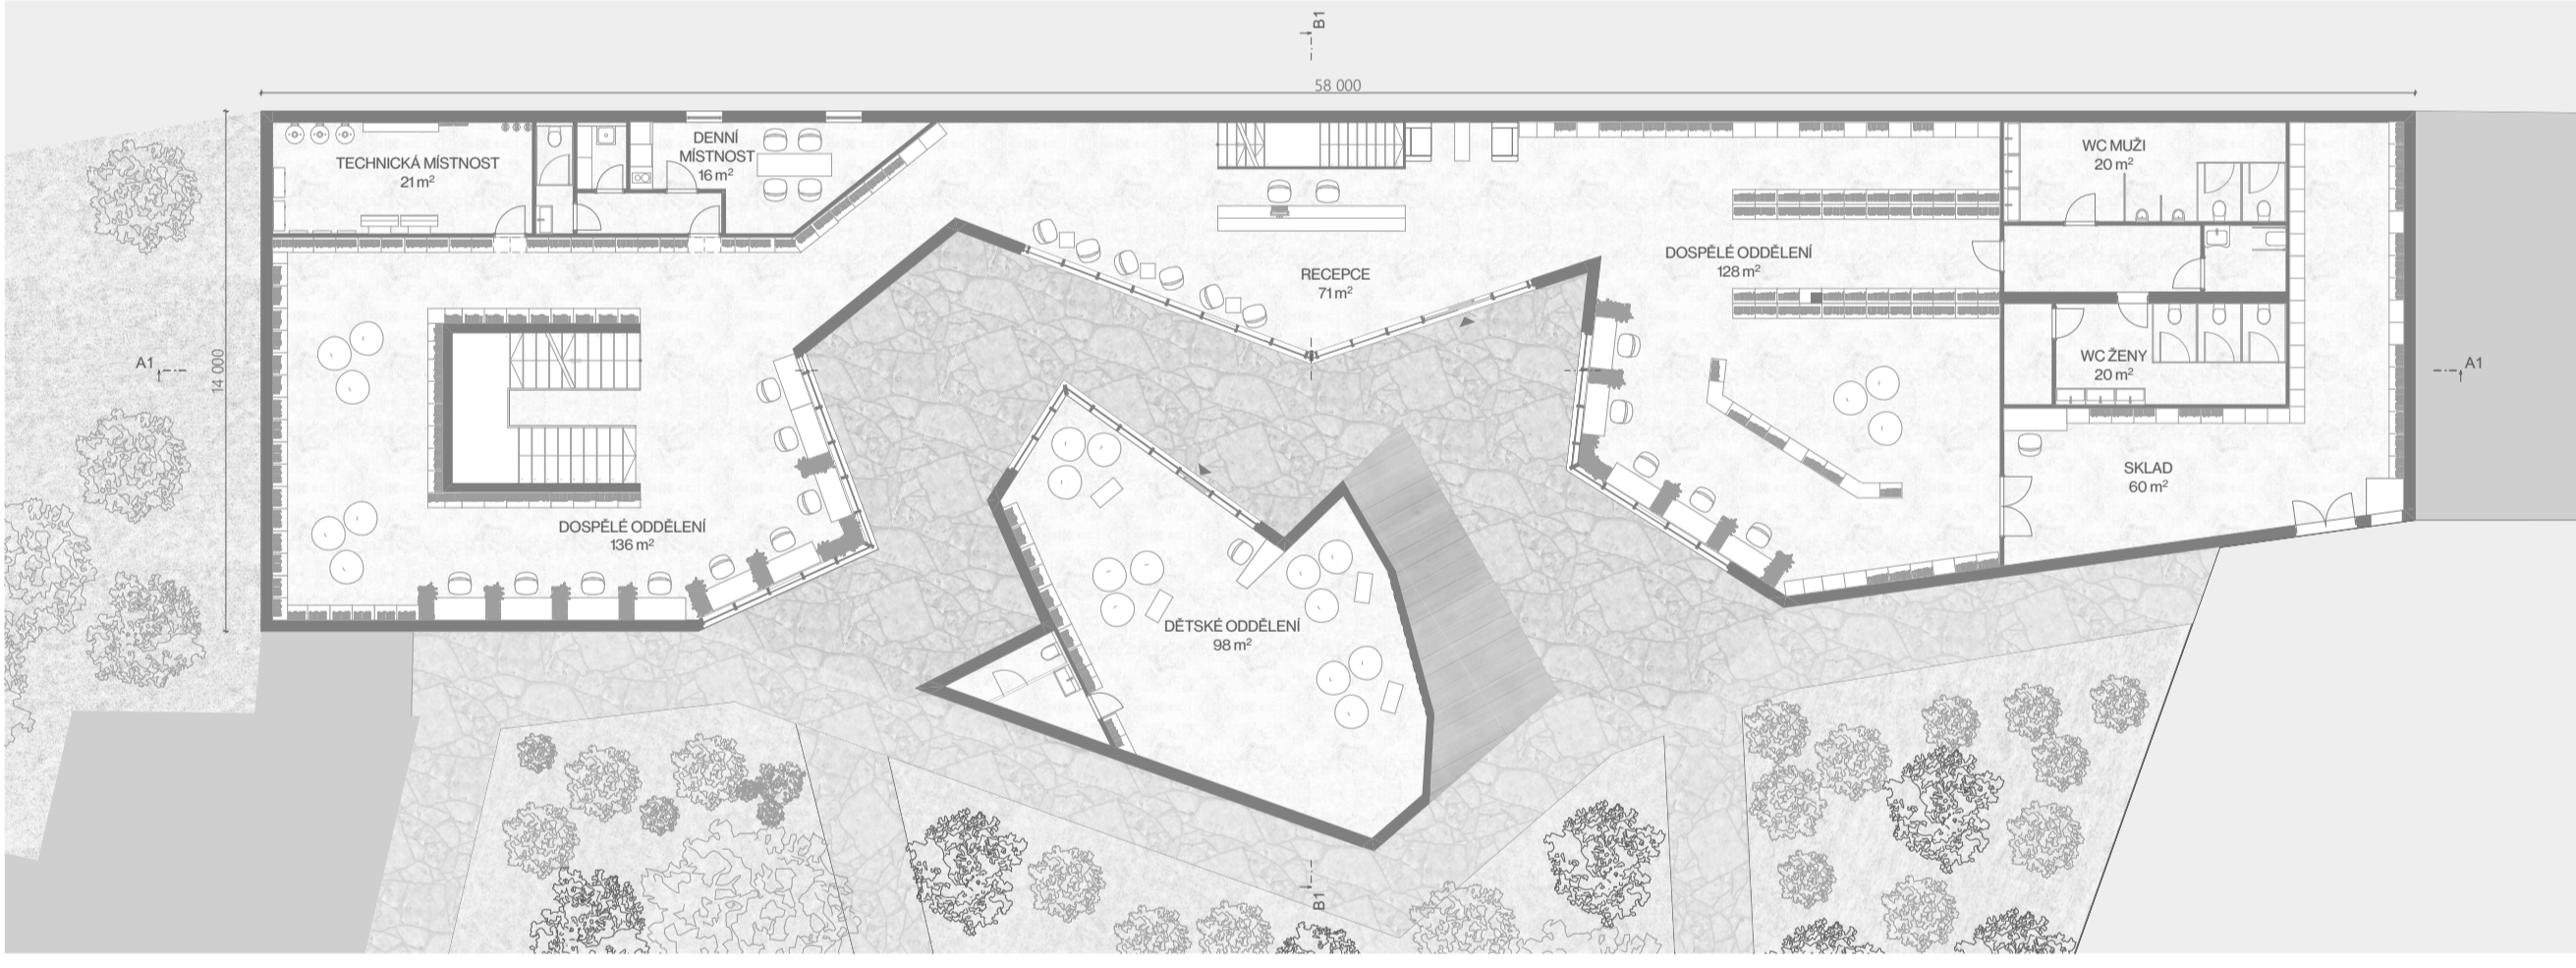 B1
58 000
TECHNICKÁ MÍSTNOST
21 m²
DENNÍ
MÍSTNOST
16 m²
WC MUŽI
20 m²
RECEPCE
71 m²
DOSPĚLÉ ODDĚLENÍ
128 m²
A1
14 000
WC ŽENY
20 m²
A1
SKLAD
60 m²
DOSPĚLÉ ODDĚLENÍ
136 m²
DĚTSKÉ ODDĚLENÍ
98 m²
B1